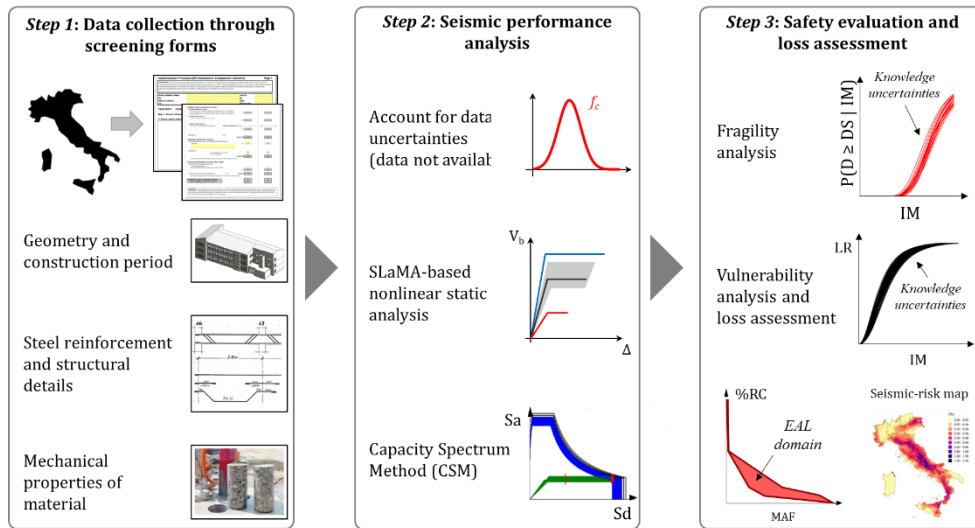 Step 1: Data collection through
screening forms
Geometry and
construction period
Steel reinforcement
and structural
details
Mechanical
properties of
material
Step 2: Seismic performance
analysis
Account for data
uncertainties
(data not availal
f_c
V_b
SLaMA-based
nonlinear static
analysis
Δ
Sa
Capacity Spectrum
Method (CSM)
Sd
Step 3: Safety evaluation and
loss assessment
Knowledge
uncertainties
Fragility
analysis
P(D ≥ DS | IM)
IM
LR
Vulnerability
analysis and
loss assessment
Knowledge
uncertainties
IM
%RC
EAL
domain
MAF
Seismic-risk map